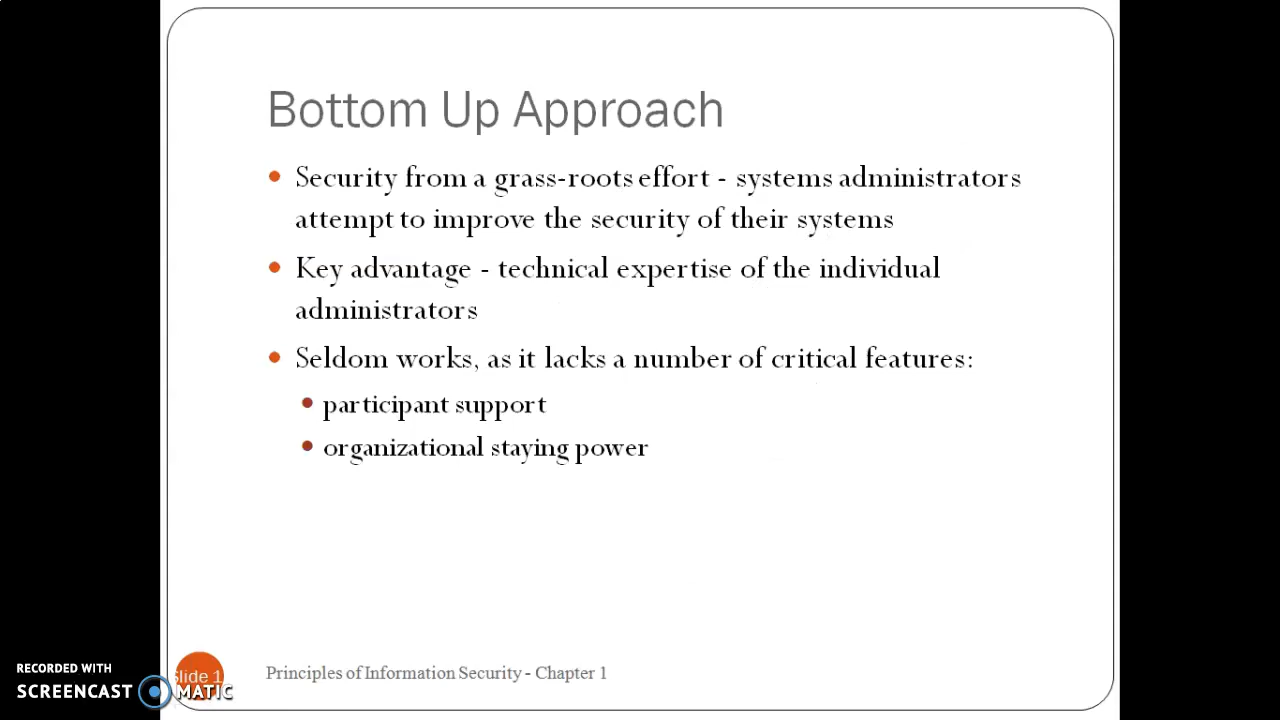 Bottom Up Approach
Security from a grass-roots effort - systems administrators
attempt to improve the security of their systems
Key advantage - technical expertise of the individual
administrators
Seldom works, as it lacks a number of critical features:
participant support
organizational staying power
RECORDED WITH
SCREENCAST MATIC
slide 1
Principles of Information Security - Chapter 1